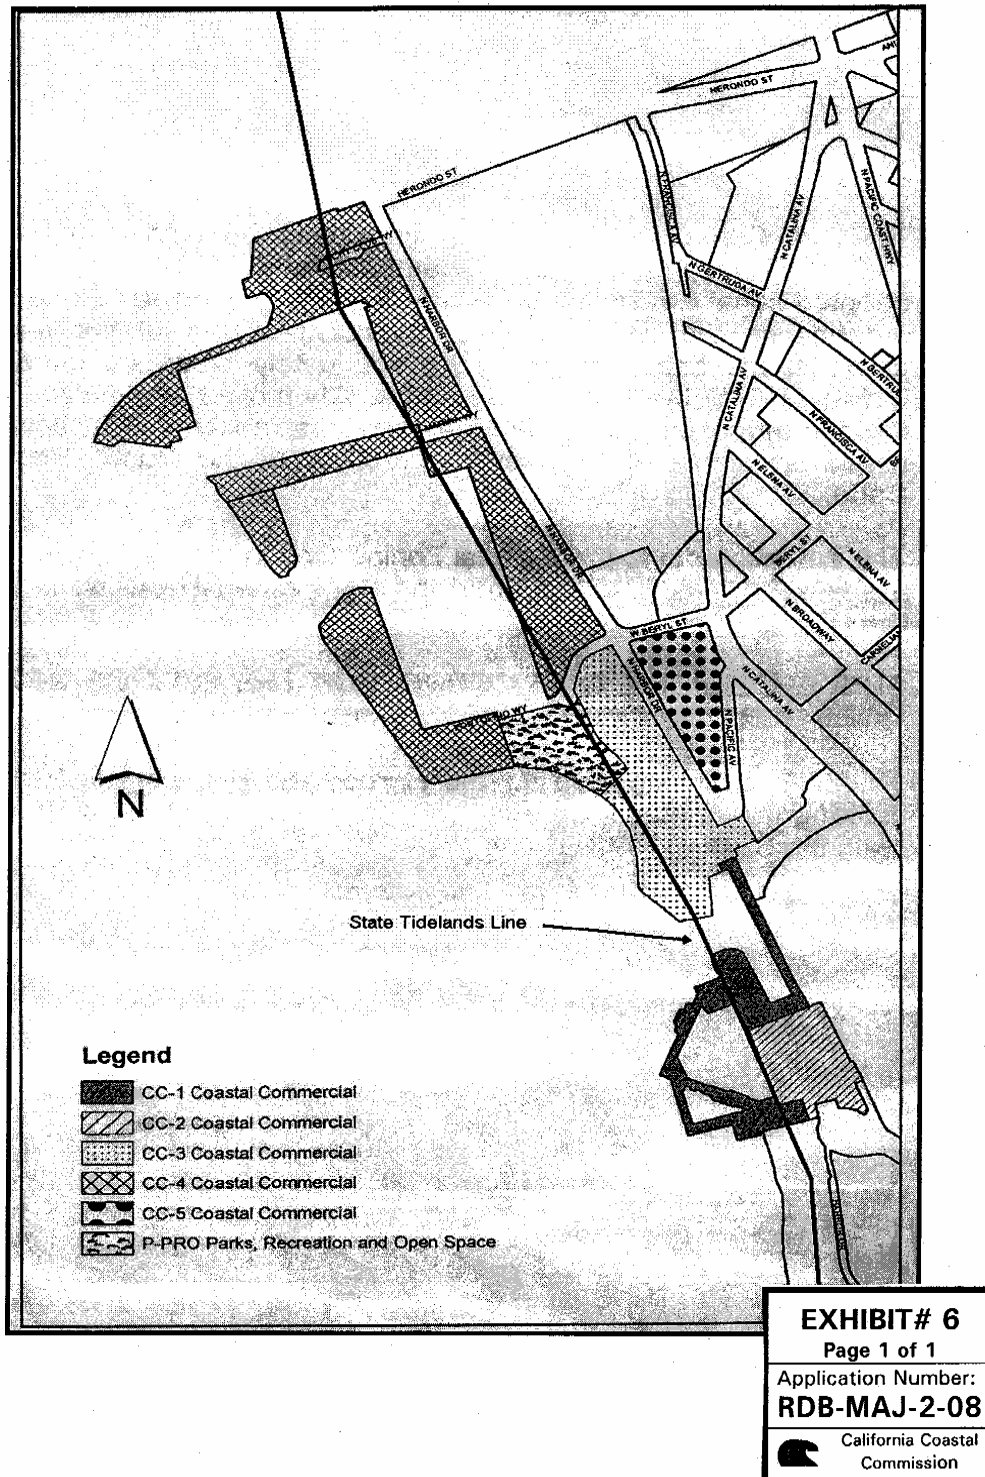 HERONDO ST
HERONDO ST
N FRANCISCA AV
N CATALINA AV
N PACIFIC COAST HWY
N GERTRUDA AV
N HARBOR DR
N CATALINA AV
N FRANCISCA AV
N ELENA AV
BERYL ST
N ELENA AV
N BROADWAY
N HARBOR DR
W BERYL ST
N HARBOR DR
N CATALINA AV
N PACIFIC AV
WY
N
State Tidelands Line
Legend
CC-1 Coastal Commercial
CC-2 Coastal Commercial
CC-3 Coastal Commercial
CC-4 Coastal Commercial
CC-5 Coastal Commercial
P-PRO Parks, Recreation and Open Space
EXHIBIT# 6
Page 1 of 1
Application Number:
RDB-MAJ-2-08
California Coastal
Commission